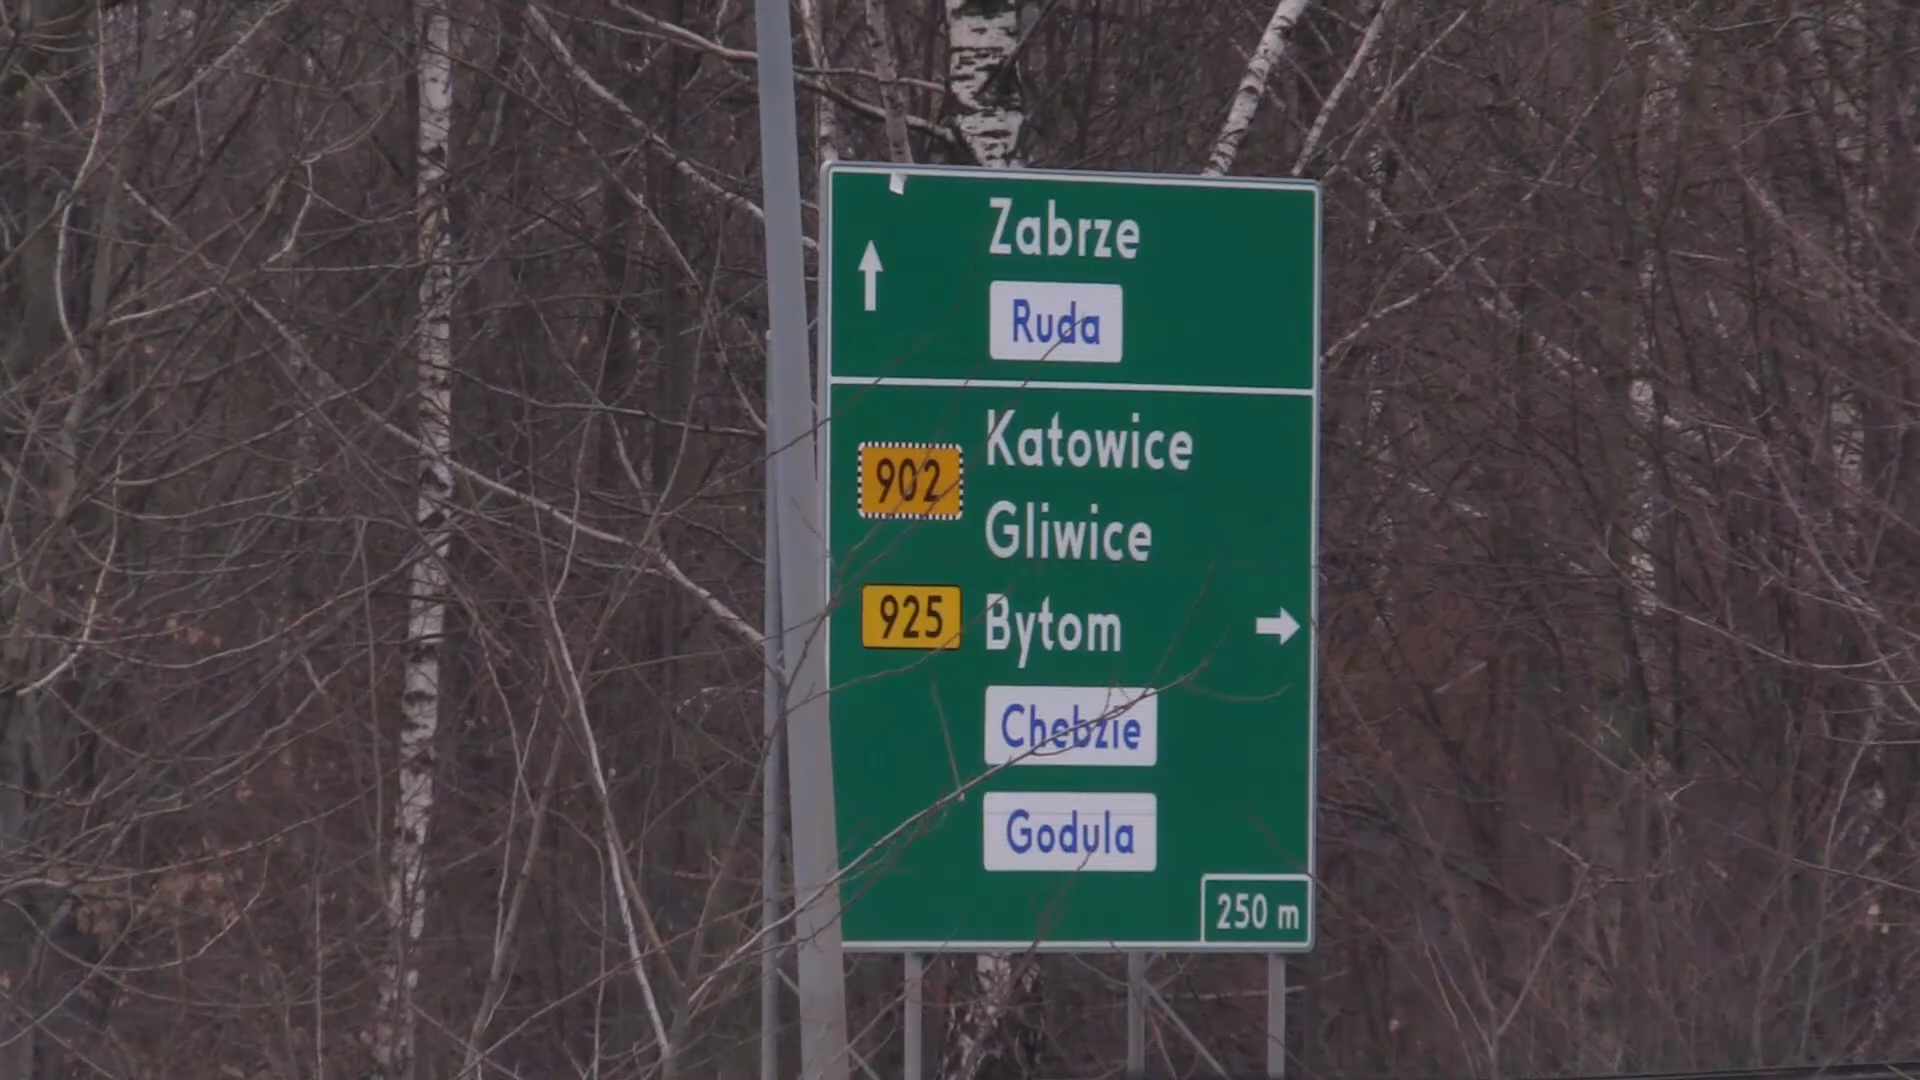 Zabrze
Ruda
902 Katowice
Gliwice
925 Bytom
Chebzie
Godula
250 m